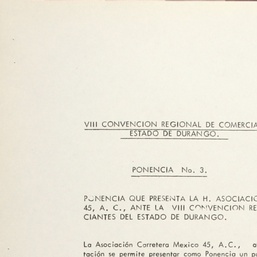 VIII CONVENCION REGIONAL DE COMERCIA
ESTADO DE DURANGO.
PONENCIA No. 3.
PONENCIA QUE PRESENTA LA H. ASOCIACIÓ
45, A. C., ANTE LA VIII CONVENCION RE
CIANTES DEL ESTADO DE DURANGO.
La Asociación Carretera Mexico 45, A.C., a
tación se permite presentar como Ponencia un po